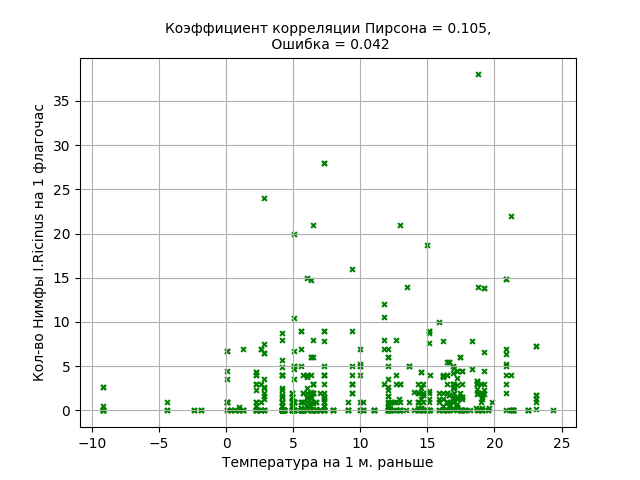 Коэффициент корреляции Пирсона = 0.105,
Ошибка = 0.042
Кол-во Нимфы I.Ricinus на 1 флагочас
35
30
25
20
15
10
5
0
−10 −5 0 5 10 15 20 25
Температура на 1 м. раньше